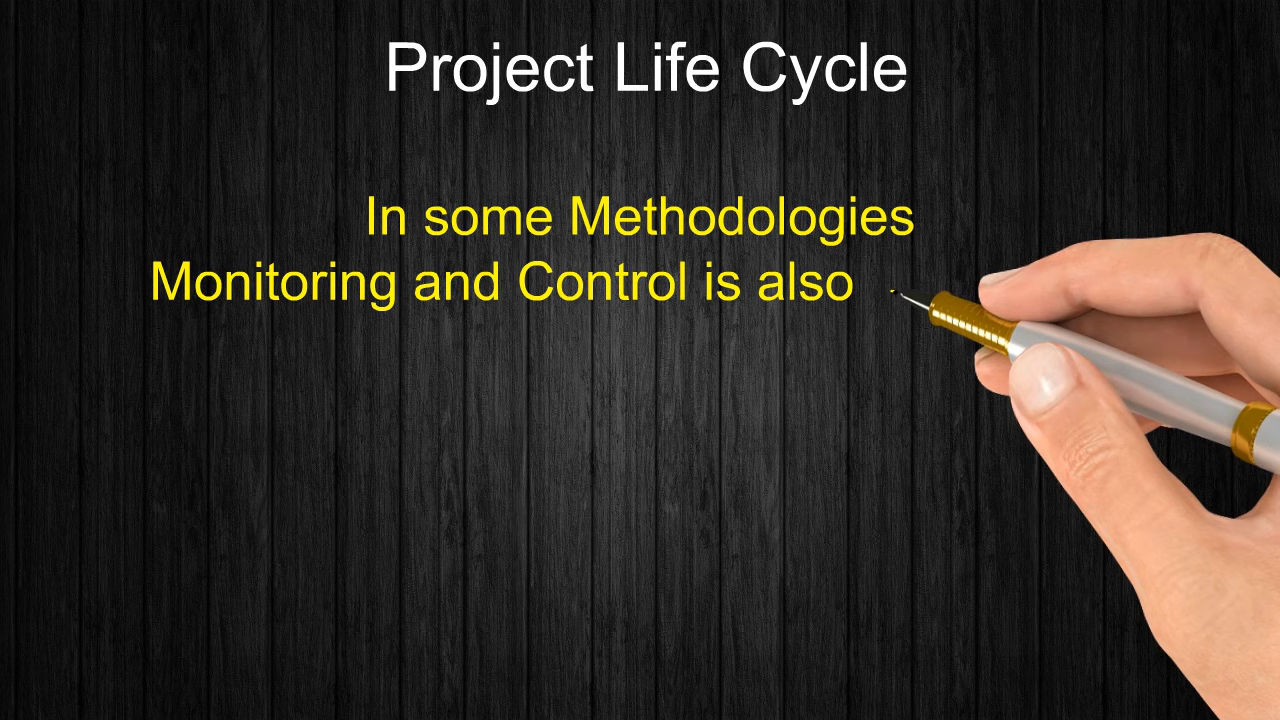 Project Life Cycle
In some Methodologies
Monitoring and Control is also